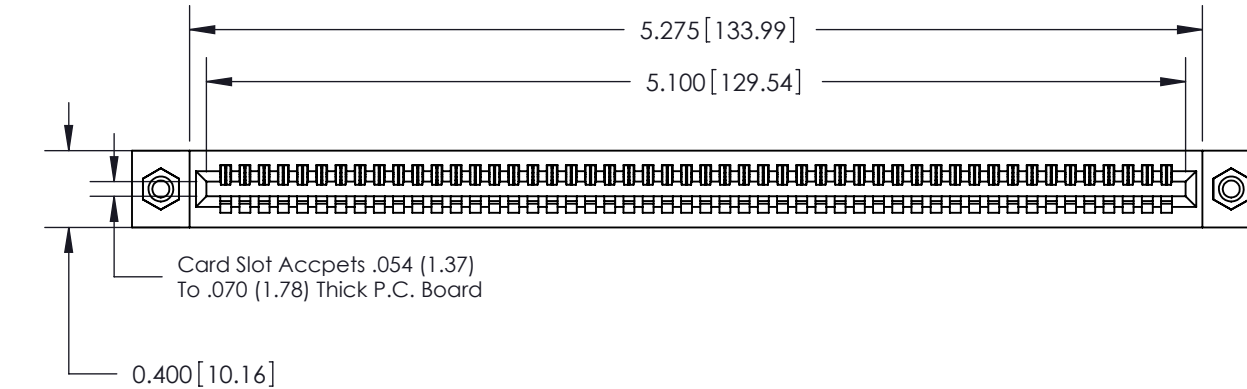 5.275[133.99]
5.100[129.54]
Card Slot Accpets .054 (1.37)
To .070 (1.78) Thick P.C. Board
0.400[10.16]